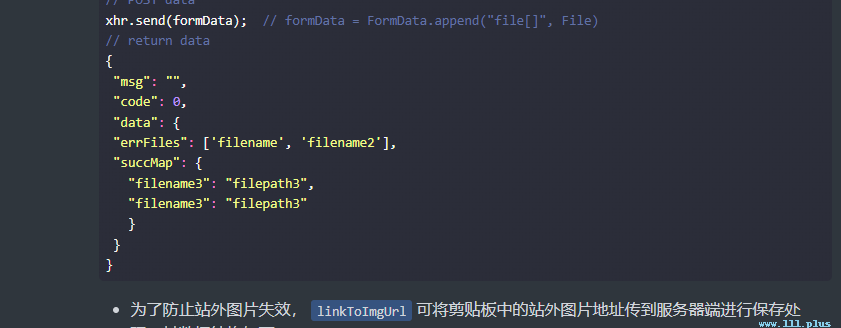 // POST data
xhr.send(formData);  // formData = FormData.append("file[]", File)
// return data
{
 "msg": "",
 "code": 0,
 "data": {
 "errFiles": ['filename', 'filename2'],
 "succMap": {
   "filename3": "filepath3",
   "filename3": "filepath3"
   }
 }
}
• 为了防止站外图片失效， linkToImgUrl 可将剪贴板中的站外图片地址传到服务器端进行保存处
www.lll.plus